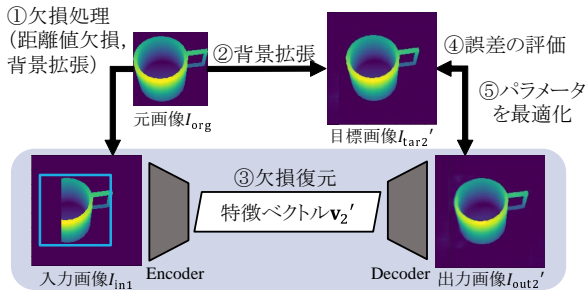 ①欠損処理
(距離値欠損,
背景拡張)
②背景拡張
④誤差の評価
⑤パラメータ
を最適化
元画像I_org
目標画像I_tar2′
③欠損復元
特徴ベクトルv₂′
入力画像I_in1
Encoder
Decoder
出力画像I_out2′